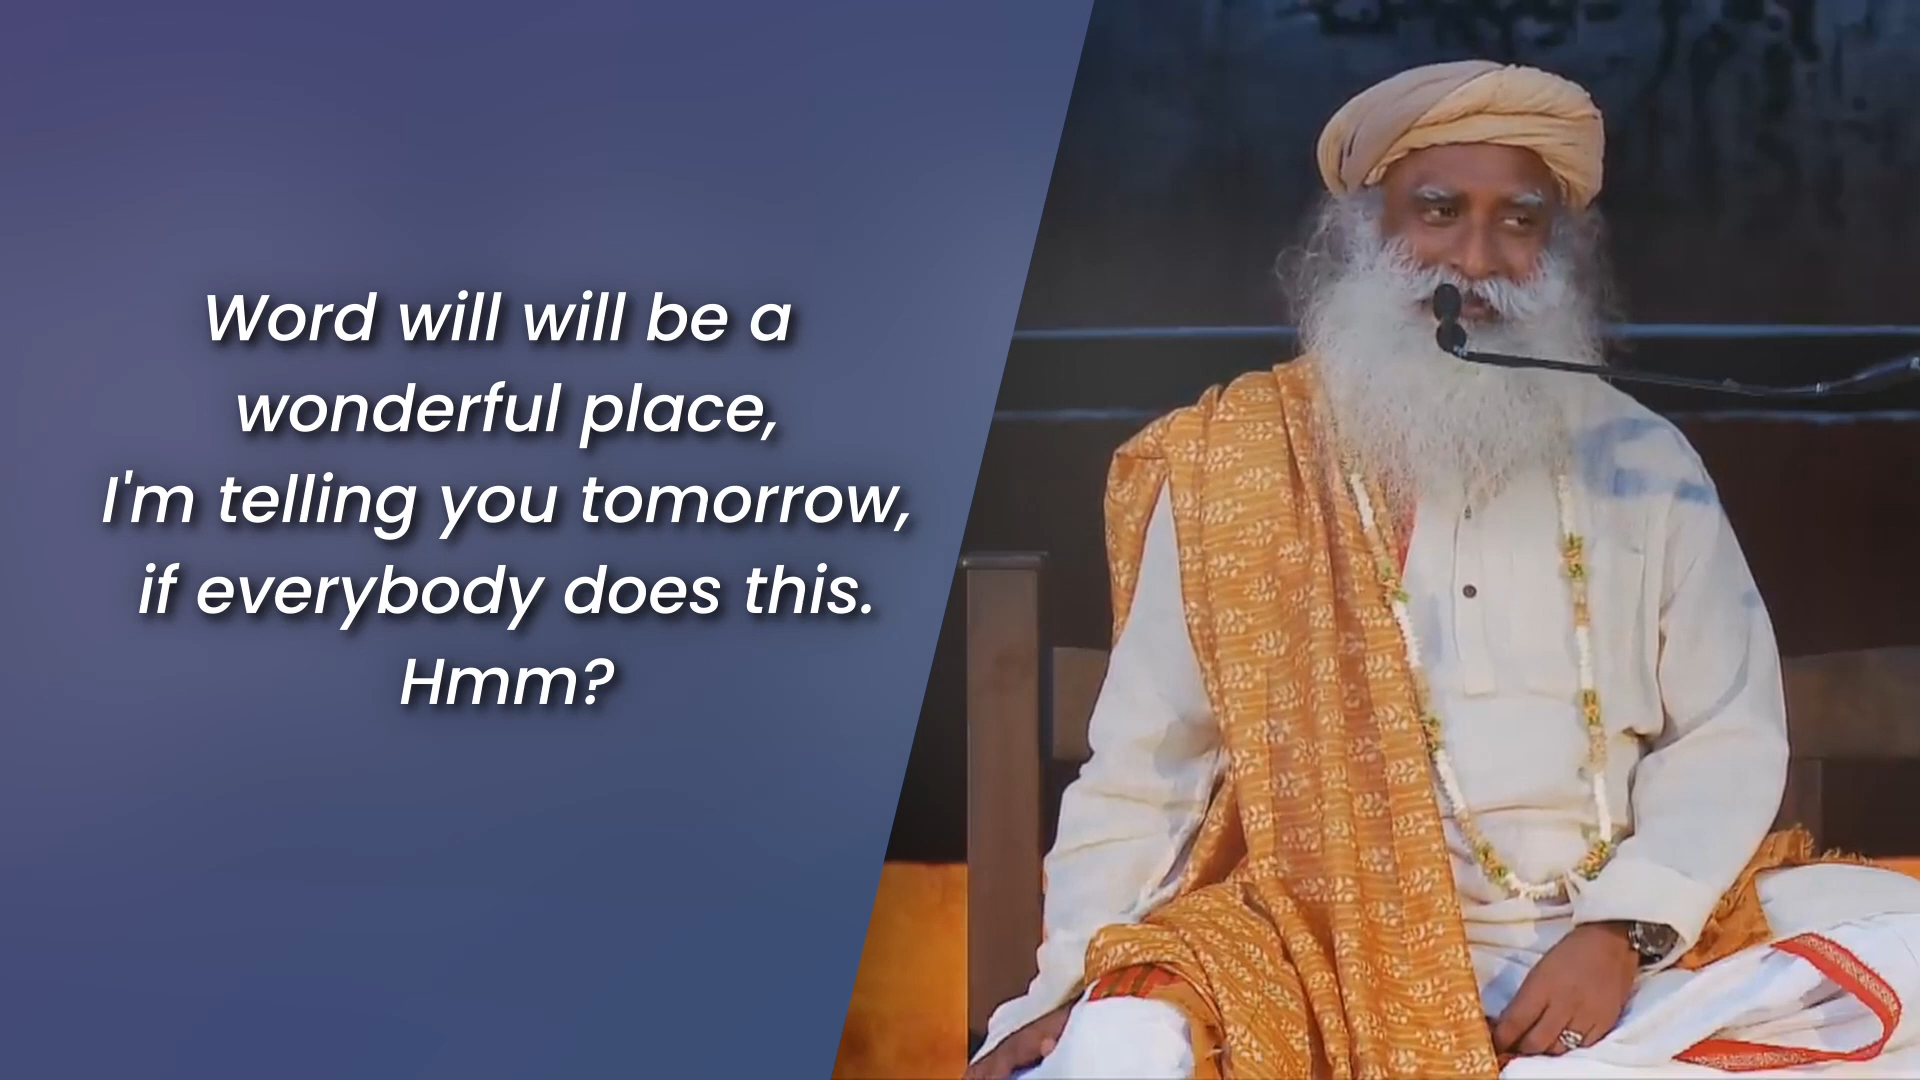 Word will will be a
wonderful place,
I'm telling you tomorrow,
if everybody does this.
Hmm?